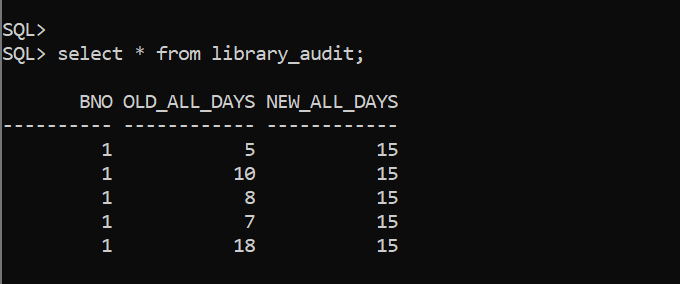 SQL>
SQL> select * from library_audit;
BNO OLD_ALL_DAYS NEW_ALL_DAYS
---------- ------------ ------------
1 5 15
1 10 15
1 8 15
1 7 15
1 18 15